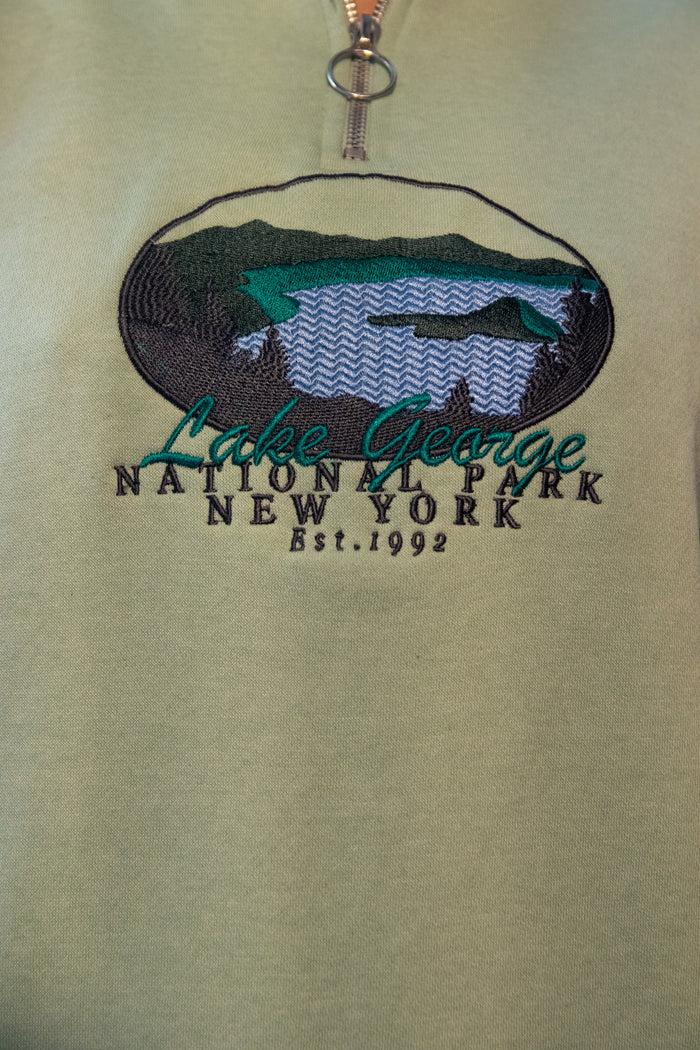 Lake George
NATIONAL PARK
NEW YORK
Est.1992